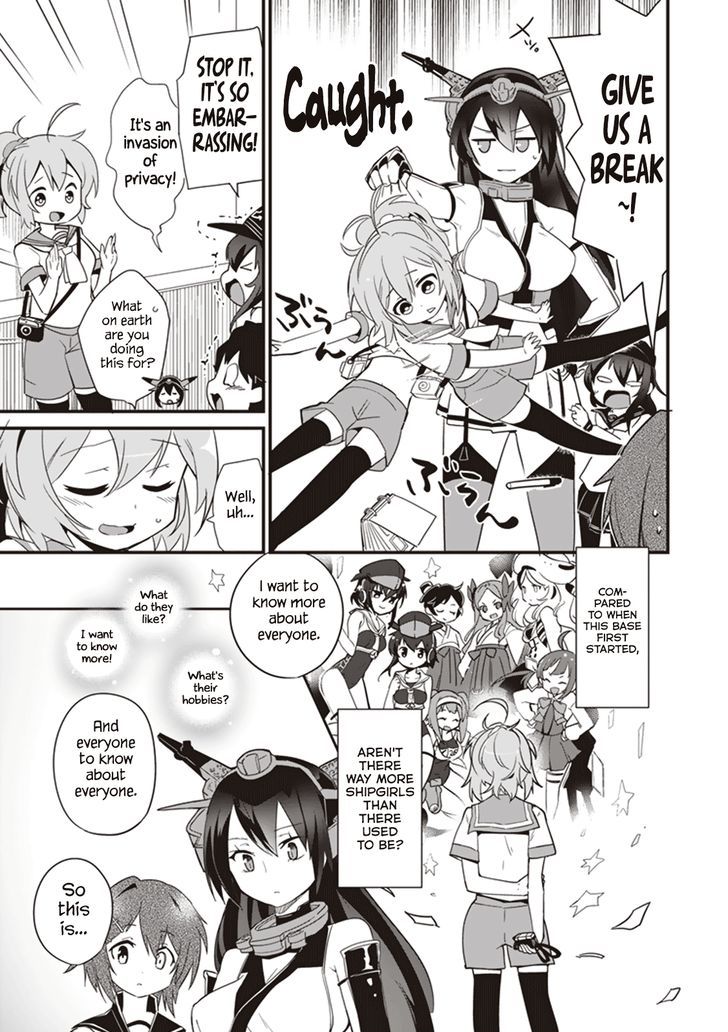 GIVE
US A
BREAK
~!
Caught.
ぶらん
ぶらーん
STOP IT,
IT'S SO
EMBAR-
RASSING!
It's an
invasion
of
privacy!
What
on earth
are you
doing
this for?
Well,
uh...
COM-
PARED
TO WHEN
THIS BASE
FIRST
STARTED,
AREN'T
THERE
WAY MORE
SHIPGIRLS
THAN
THERE
USED
TO BE?
I want to
know more
about
everyone.
What
do they
like?
I want
to know
more!
What's
their
hobbies?
And
everyone
to know
about
everyone.
So
this
is...